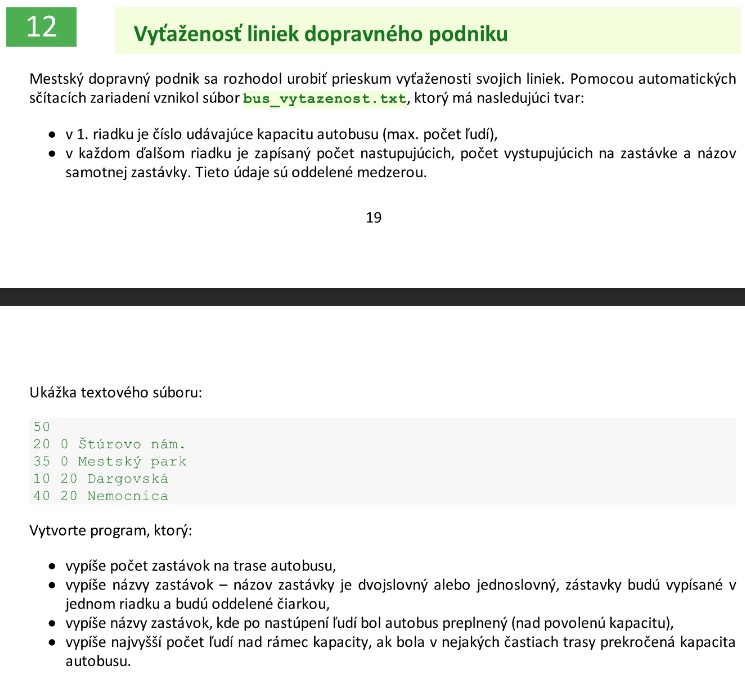 12
Vyťaženosť liniek dopravného podniku
Mestský dopravný podnik sa rozhodol urobiť prieskum vyťaženosti svojich liniek. Pomocou automatických
sčítacích zariadení vznikol súbor bus_vytazenost.txt, ktorý má nasledujúci tvar:
• v 1. riadku je číslo udávajúce kapacitu autobusu (max. počet ľudí),
• v každom ďalšom riadku je zapísaný počet nastupujúcich, počet vystupujúcich na zastávke a názov
samotnej zastávky. Tieto údaje sú oddelené medzerou.
19
Ukážka textového súboru:
50
20 0 Štúrovo nám.
35 0 Mestský park
10 20 Dargovská
40 20 Nemocnica
Vytvorte program, ktorý:
• vypíše počet zastávok na trase autobusu,
• vypíše názvy zastávok – názov zastávky je dvojslovný alebo jednoslovný, zástavky budú vypísané v
jednom riadku a budú oddelené čiarkou,
• vypíše názvy zastávok, kde po nastúpení ľudí bol autobus preplnený (nad povolenú kapacitu),
• vypíše najvyšší počet ľudí nad rámec kapacity, ak bola v nejakých častiach trasy prekročená kapacita
autobusu.